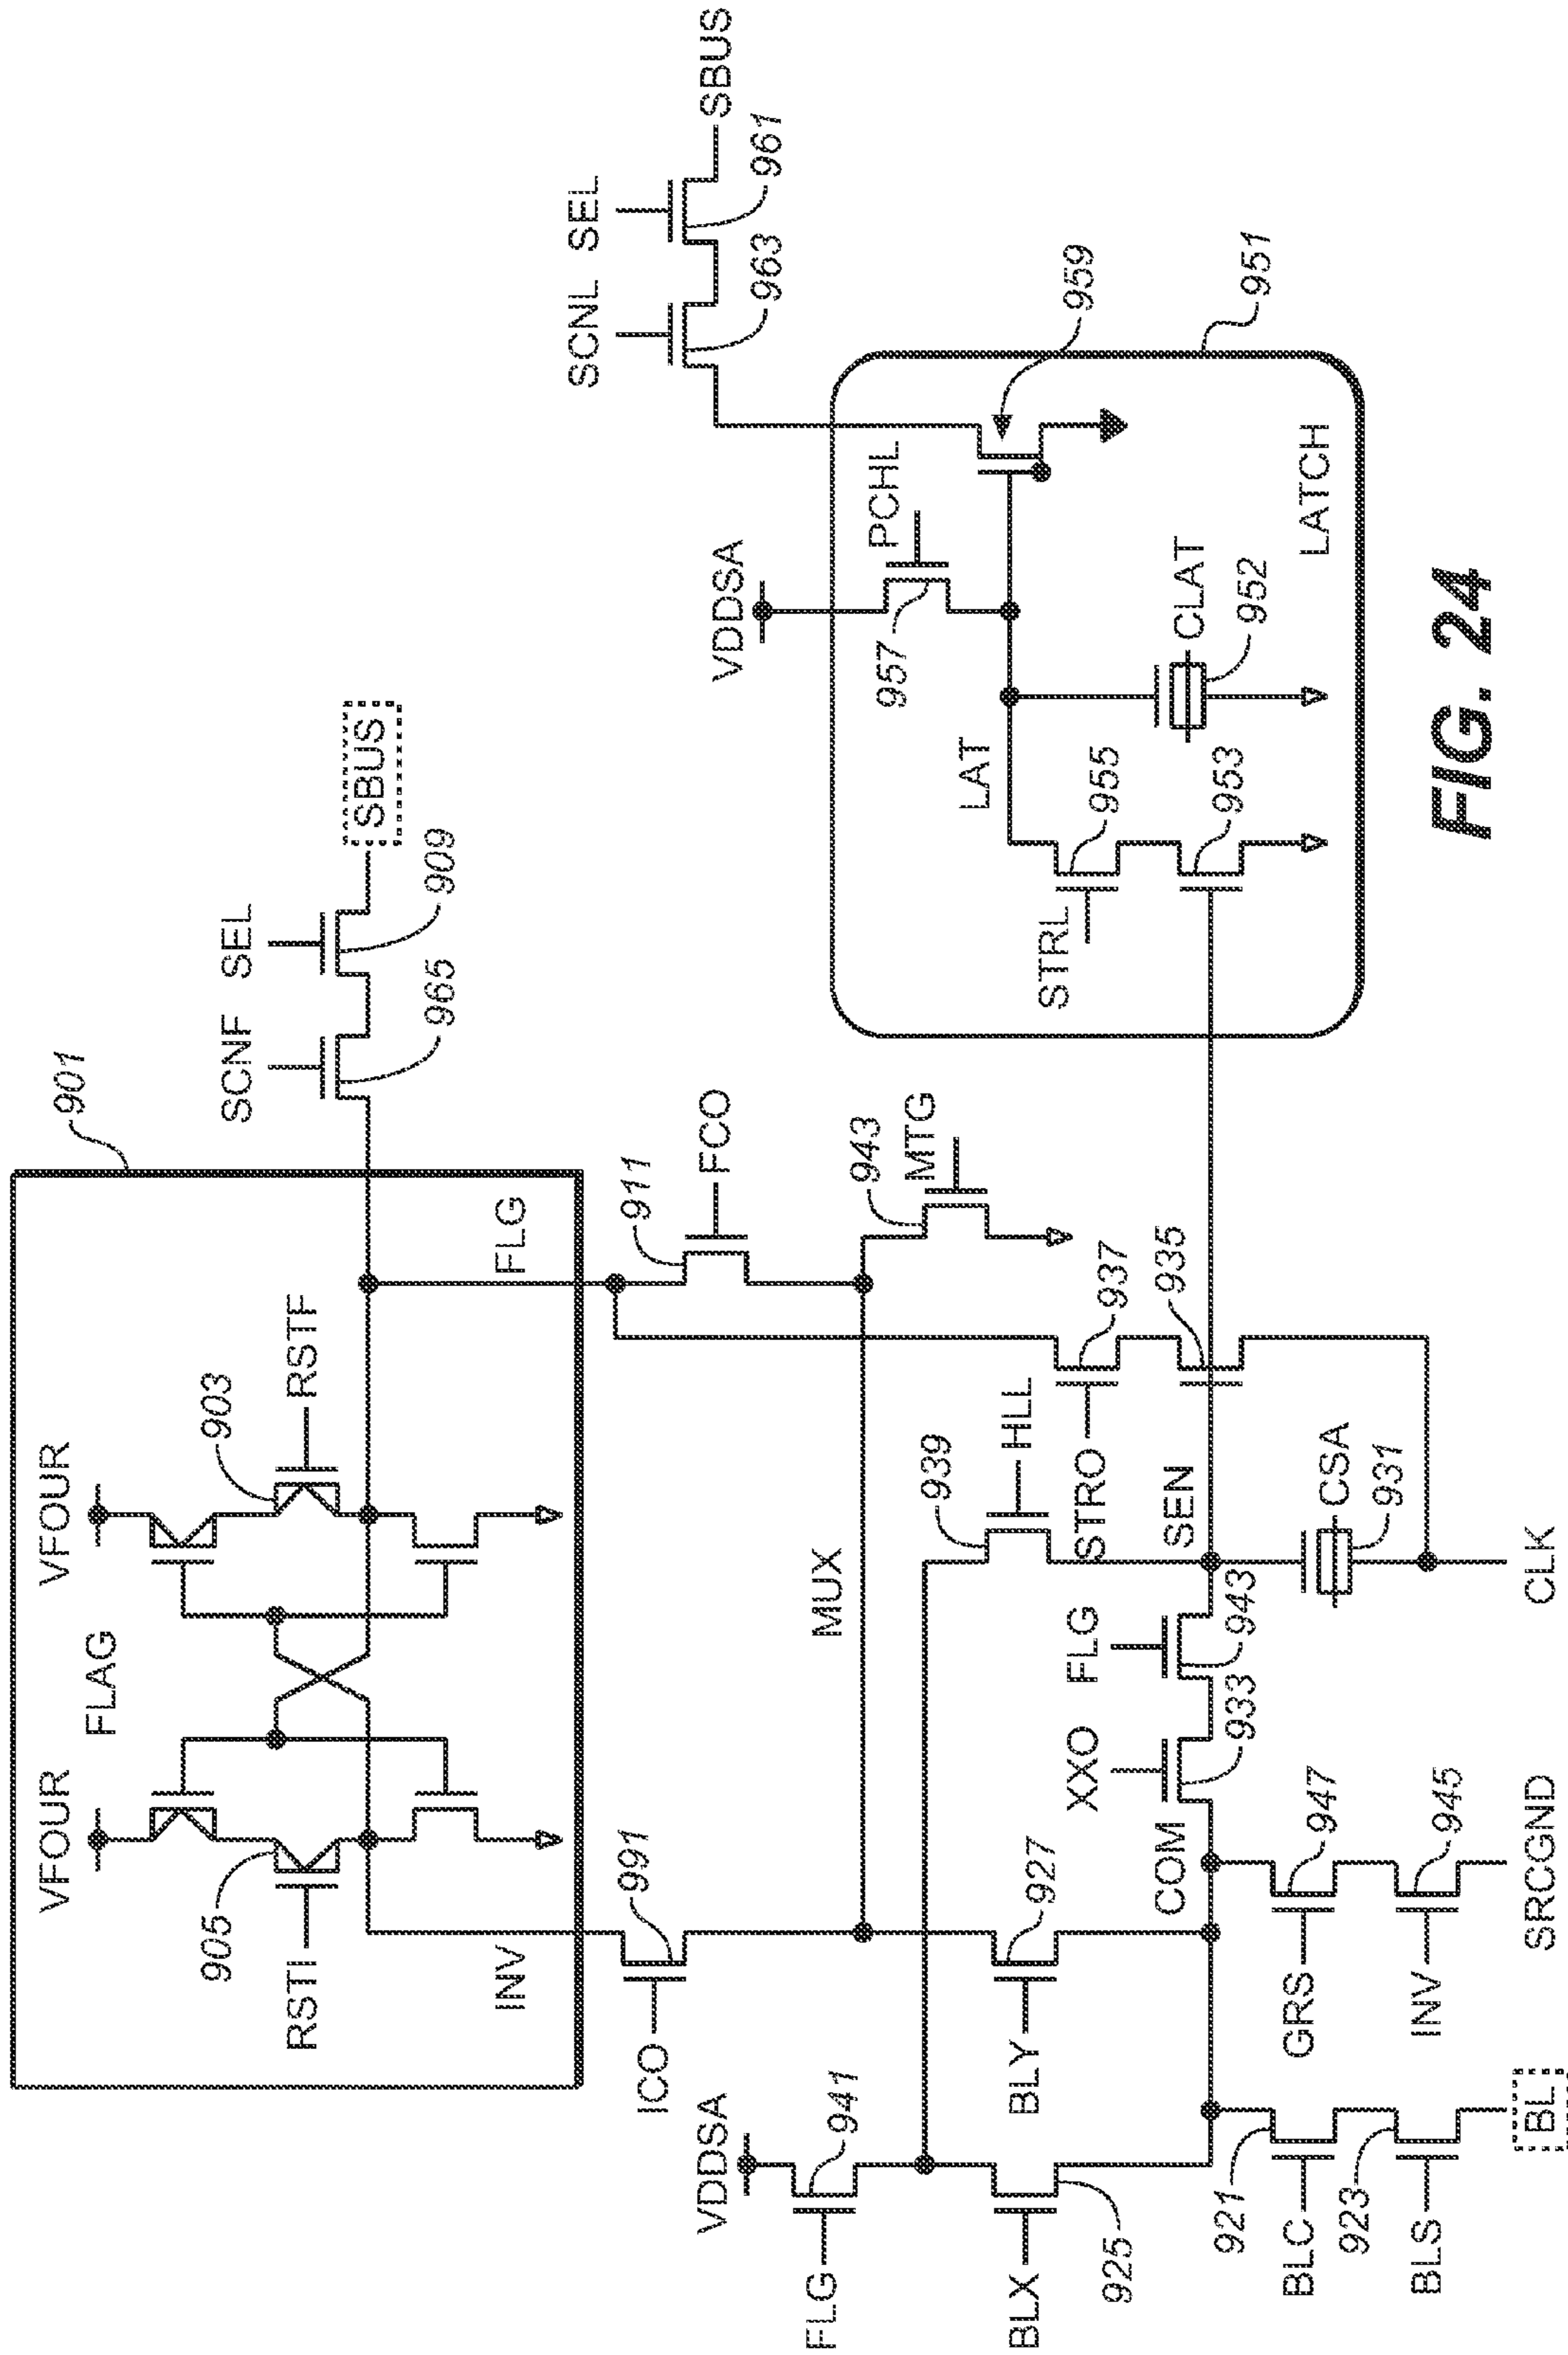 901
VFOUR
VFOUR
FLAG
903
RSTF
905
RSTI
INV
FLG
SCNF
SEL
965
909
SBUS
SCNL
SEL
963
961
SBUS
ICO
991
911
FCO
943
MTG
MUX
VDDSA
FLG
941
939
HLL
BLX
925
BLY
927
STRO
937
935
SEN
COM
XXO
933
FLG
943
CSA
931
CLK
BLC
921
BLS
923
BL
GRS
947
INV
945
SRCGND
VDDSA
PCHL
957
959
LAT
STRL
955
953
CLAT
952
LATCH
951
FIG. 24